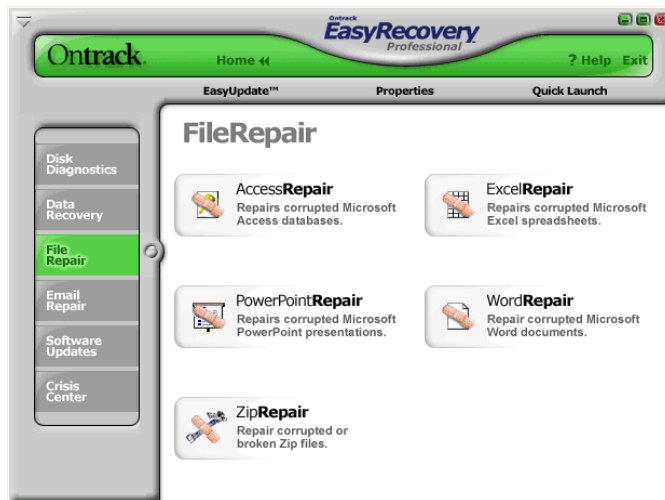 Ontrack
EasyRecovery
Professional
Ontrack.
Home
? Help Exit
EasyUpdate™ Properties Quick Launch
Disk
Diagnostics
Data
Recovery
File
Repair
Email
Repair
Software
Updates
Crisis
Center
FileRepair
AccessRepair
Repairs corrupted Microsoft
Access databases.
ExcelRepair
Repairs corrupted Microsoft
Excel spreadsheets.
PowerPointRepair
Repairs corrupted Microsoft
PowerPoint presentations.
WordRepair
Repair corrupted Microsoft
Word documents.
ZipRepair
Repair corrupted or
broken Zip files.